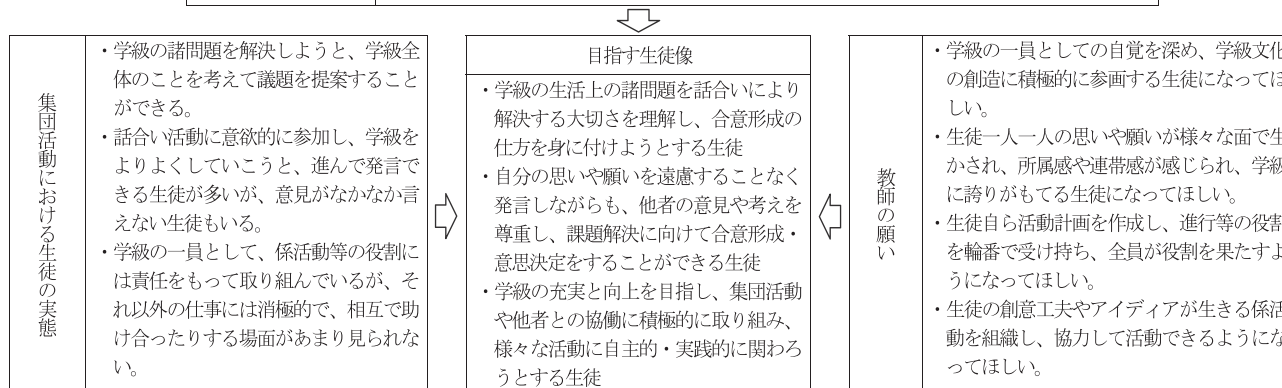 集団活動における生徒の実態
・学級の諸問題を解決しようと、学級全
体のことを考えて議題を提案すること
ができる。
・話合い活動に意欲的に参加し、学級を
よりよくしていこうと、進んで発言で
きる生徒が多いが、意見がなかなか言
えない生徒もいる。
・学級の一員として、係活動等の役割に
は責任をもって取り組んでいるが、そ
れ以外の仕事には消極的で、相互で助
け合ったりする場面があまり見られな
い。
目指す生徒像
・学級の生活上の諸問題を話合いにより
解決する大切さを理解し、合意形成の
仕方を身に付けようとする生徒
・自分の思いや願いを遠慮することなく
発言しながらも、他者の意見や考えを
尊重し、課題解決に向けて合意形成・
意思決定をすることができる生徒
・学級の充実と向上を目指し、集団活動
や他者との協働に積極的に取り組み、
様々な活動に自主的・実践的に関わろ
うとする生徒
教師の願い
・学級の一員としての自覚を深め、学級文化
の創造に積極的に参画する生徒になってほ
しい。
・生徒一人一人の思いや願いが様々な面で生
かされ、所属感や連帯感が感じられ、学級
に誇りがもてる生徒になってほしい。
・生徒自ら活動計画を作成し、進行等の役割
を輪番で受け持ち、全員が役割を果たすよ
うになってほしい。
・生徒の創意工夫やアイディアが生きる係活
動を組織し、協力して活動できるようにな
ってほしい。